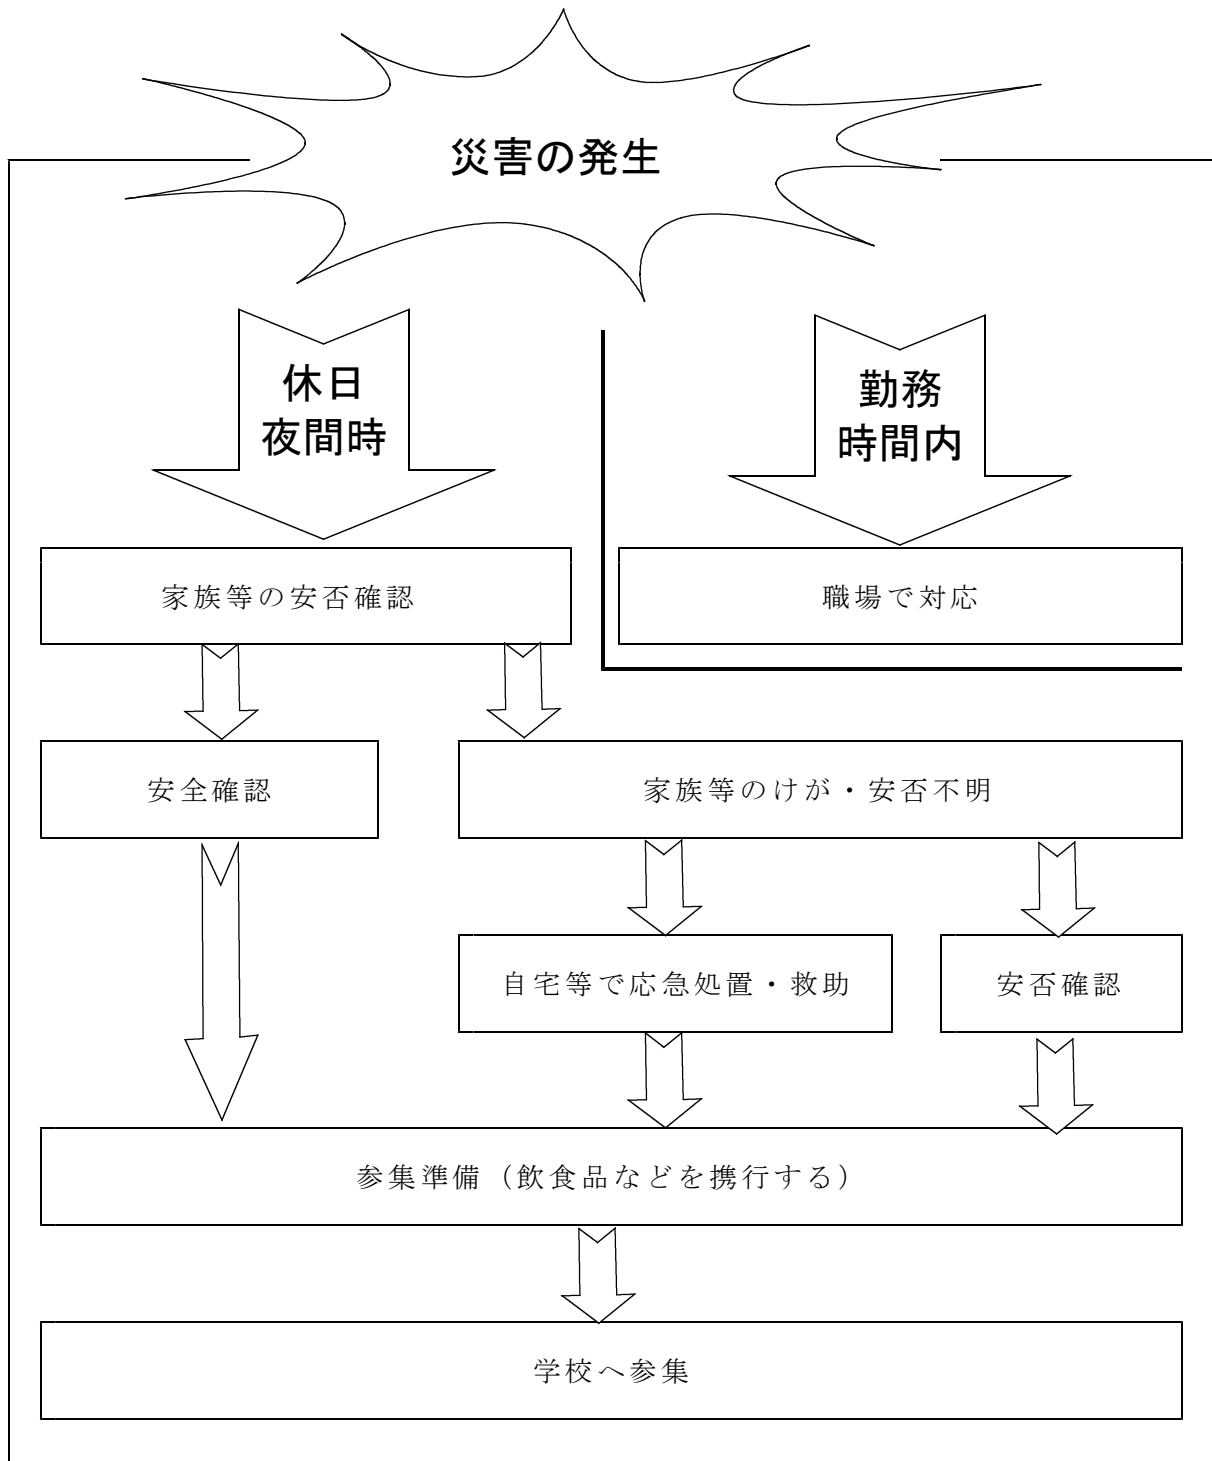 災害の発生
休日
夜間時
勤務
時間内
家族等の安否確認
職場で対応
安全確認
家族等のけが・安否不明
自宅等で応急処置・救助
安否確認
参集準備（飲食品などを携行する）
学校へ参集